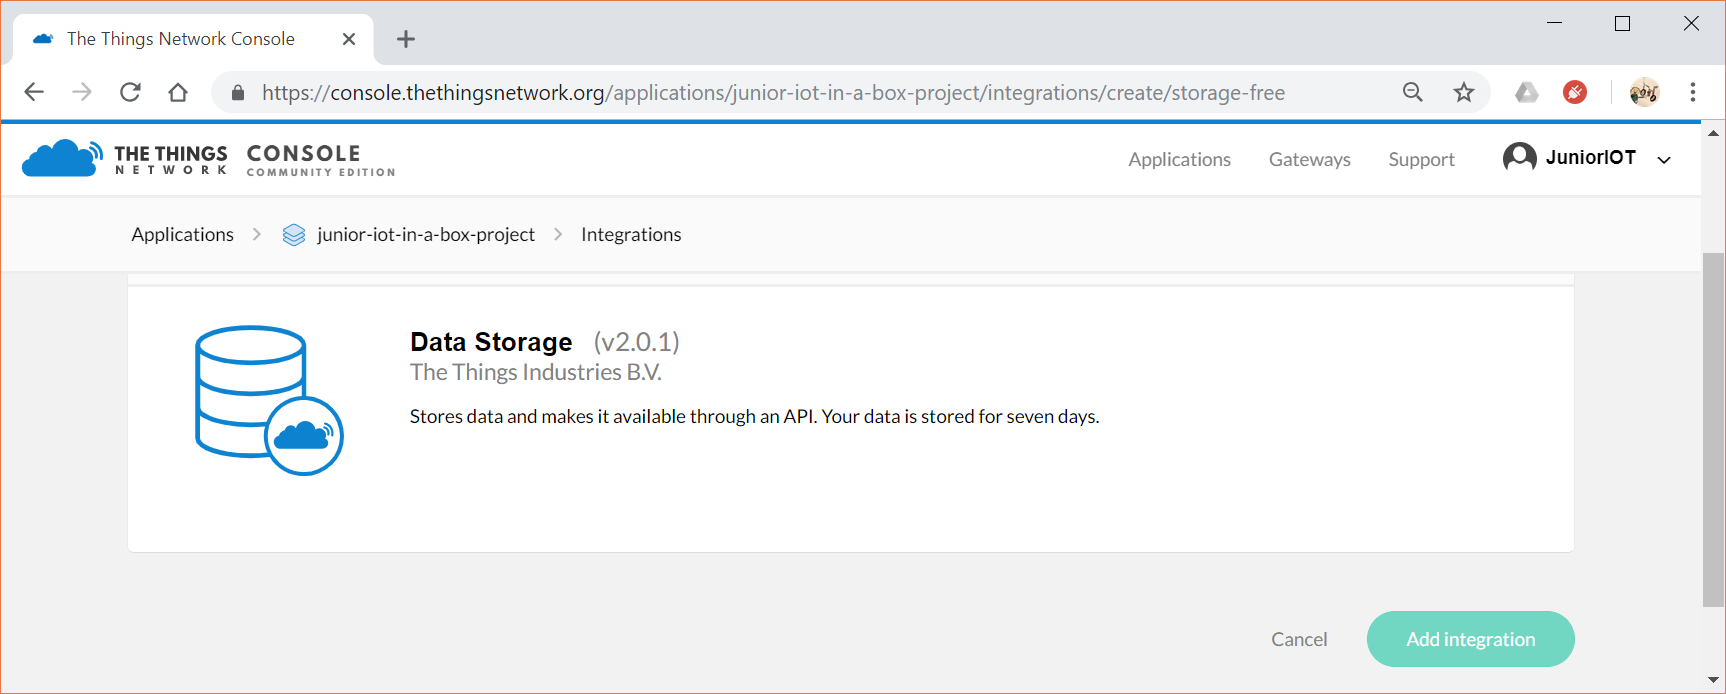 The Things Network Console
https://console.thethingsnetwork.org/applications/junior-iot-in-a-box-project/integrations/create/storage-free
THE THINGS NETWORK
CONSOLE COMMUNITY EDITION
Applications Gateways Support JuniorIOT
Applications junior-iot-in-a-box-project Integrations
Data Storage (v2.0.1)
The Things Industries B.V.
Stores data and makes it available through an API. Your data is stored for seven days.
Cancel Add integration